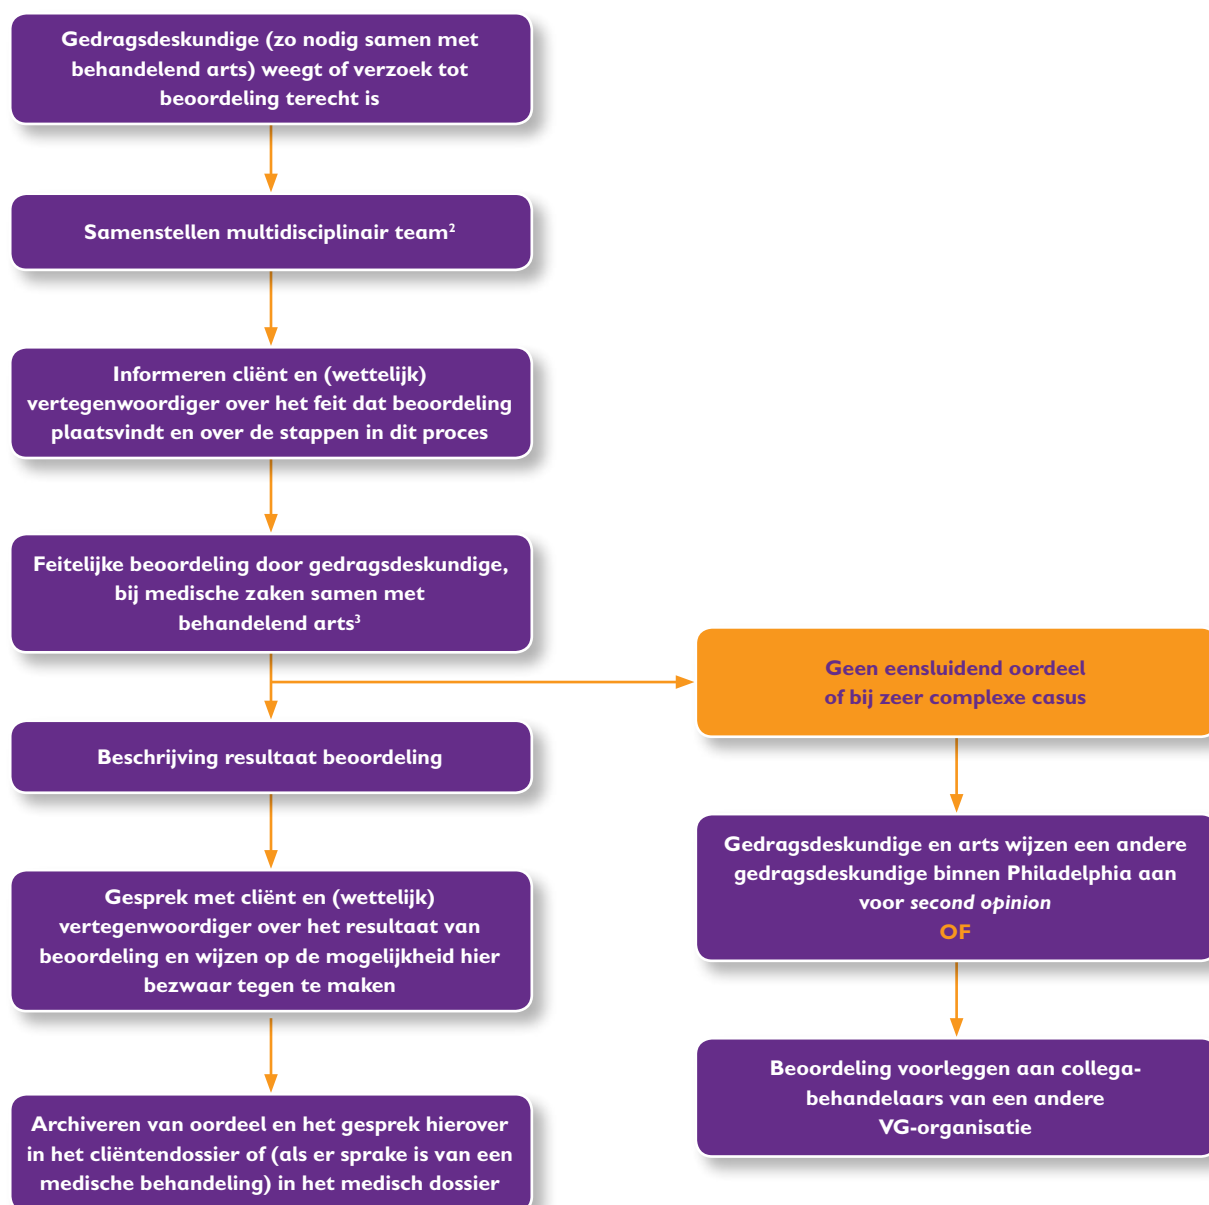 Gedragsdeskundige (zo nodig samen met
behandelend arts) weegt of verzoek tot
beoordeling terecht is
Samenstellen multidisciplinair team²
Informeren cliënt en (wettelijk)
vertegenwoordiger over het feit dat beoordeling
plaatsvindt en over de stappen in dit proces
Feitelijke beoordeling door gedragsdeskundige,
bij medische zaken samen met
behandelend arts³
Beschrijving resultaat beoordeling
Gesprek met cliënt en (wettelijk)
vertegenwoordiger over het resultaat van
beoordeling en wijzen op de mogelijkheid hier
bezwaar tegen te maken
Archiveren van oordeel en het gesprek hierover
in het cliëntendossier of (als er sprake is van een
medische behandeling) in het medisch dossier
Geen eensluidend oordeel
of bij zeer complexe casus
Gedragsdeskundige en arts wijzen een andere
gedragsdeskundige binnen Philadelphia aan
voor second opinion
OF
Beoordeling voorleggen aan collega-
behandelaars van een andere
VG-organisatie